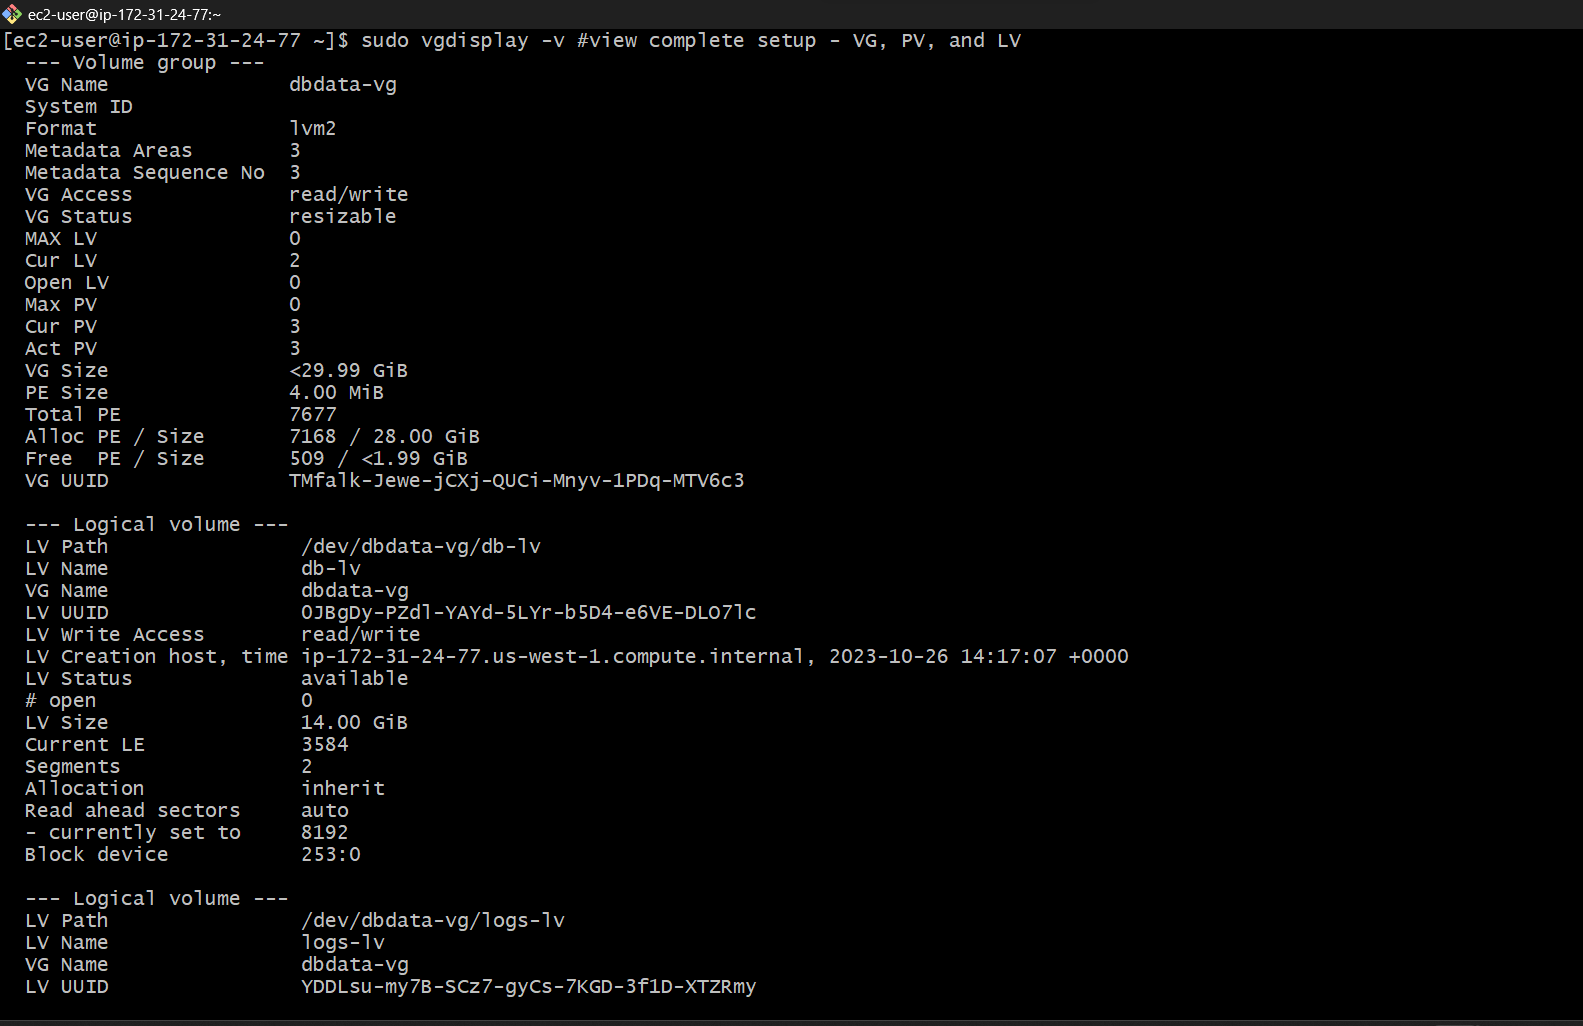 ec2-user@ip-172-31-24-77:~
[ec2-user@ip-172-31-24-77 ~]$ sudo vgdisplay -v #view complete setup - VG, PV, and LV
--- Volume group ---
VG Name dbdata-vg
System ID
Format lvm2
Metadata Areas 3
Metadata Sequence No 3
VG Access read/write
VG Status resizable
MAX LV 0
Cur LV 2
Open LV 0
Max PV 0
Cur PV 3
Act PV 3
VG Size <29.99 GiB
PE Size 4.00 MiB
Total PE 7677
Alloc PE / Size 7168 / 28.00 GiB
Free  PE / Size 509 / <1.99 GiB
VG UUID TMfalk-Jewe-jCXj-QUCi-Mnyv-1PDq-MTV6c3
--- Logical volume ---
LV Path /dev/dbdata-vg/db-lv
LV Name db-lv
VG Name dbdata-vg
LV UUID 0JBgDy-PZdl-YAYd-5LYr-b5D4-e6VE-DLO7lc
LV Write Access read/write
LV Creation host, time ip-172-31-24-77.us-west-1.compute.internal, 2023-10-26 14:17:07 +0000
LV Status available
# open 0
LV Size 14.00 GiB
Current LE 3584
Segments 2
Allocation inherit
Read ahead sectors auto
- currently set to 8192
Block device 253:0
--- Logical volume ---
LV Path /dev/dbdata-vg/logs-lv
LV Name logs-lv
VG Name dbdata-vg
LV UUID YDDLsu-my7B-SCz7-gyCs-7KGD-3f1D-XTZRmy